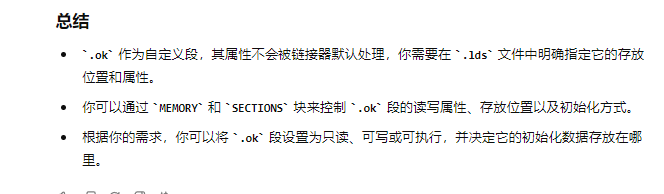 总结
• `.ok` 作为自定义段，其属性不会被链接器默认处理，你需要在 `.lds` 文件中明确指定它的存放
位置和属性。
• 你可以通过 `MEMORY` 和 `SECTIONS` 块来控制 `.ok` 段的读写属性、存放位置以及初始化方式。
• 根据你的需求，你可以将 `.ok` 段设置为只读、可写或可执行，并决定它的初始化数据存放在哪
里。